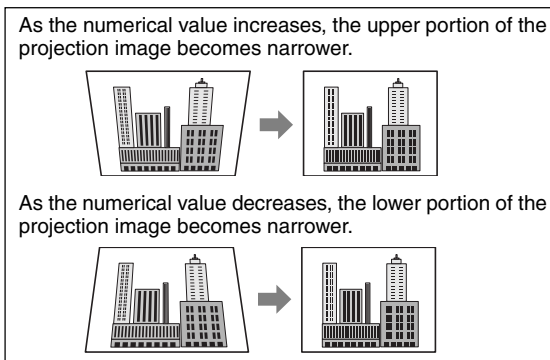 As the numerical value increases, the upper portion of the
projection image becomes narrower.
As the numerical value decreases, the lower portion of the
projection image becomes narrower.